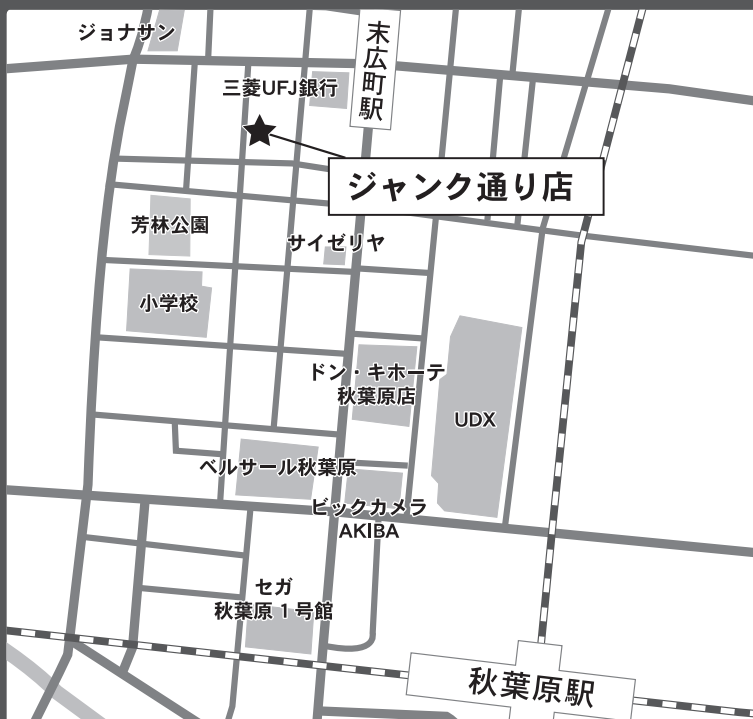 ジョナサン
末広町駅
三菱UFJ銀行
ジャンク通り店
芳林公園
サイゼリヤ
小学校
ドン・キホーテ
秋葉原店
UDX
ベルサール秋葉原
ビックカメラ
AKIBA
セガ
秋葉原1号館
秋葉原駅